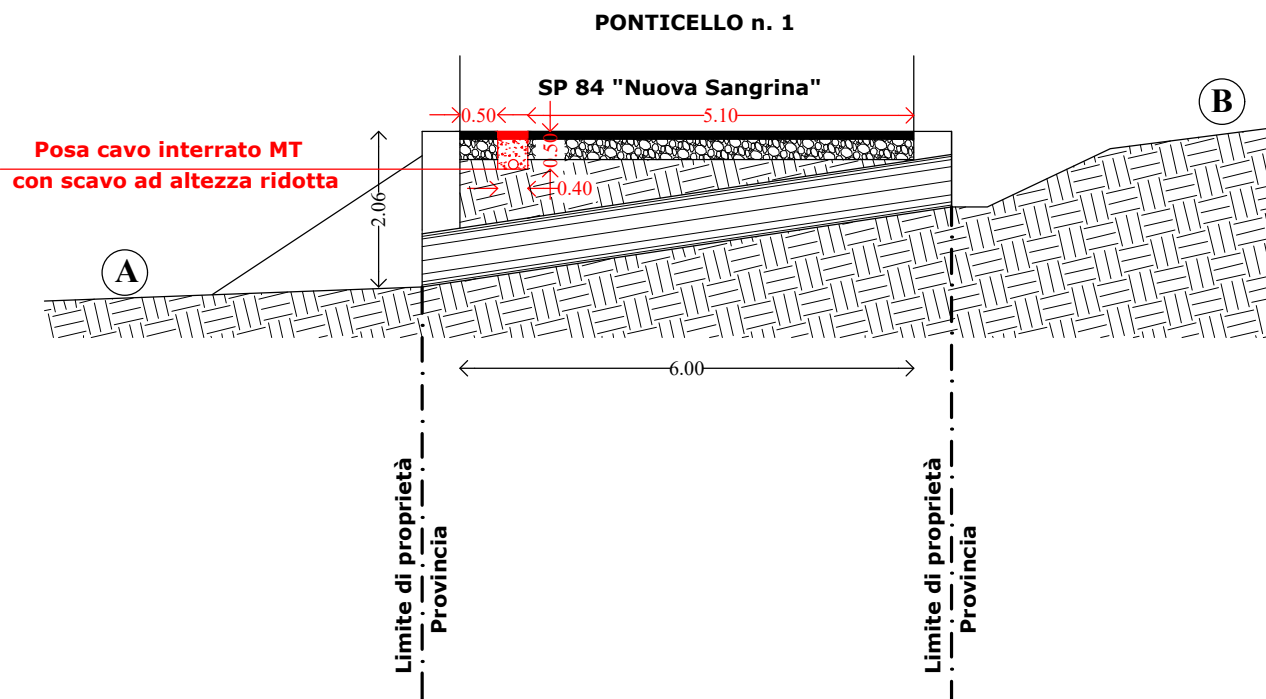 PONTICELLO n. 1
SP 84 "Nuova Sangrina"
B
0.50
5.10
Posa cavo interrato MT
con scavo ad altezza ridotta
0.50
0.40
2.06
A
6.00
Limite di proprietà
Provincia
Limite di proprietà
Provincia